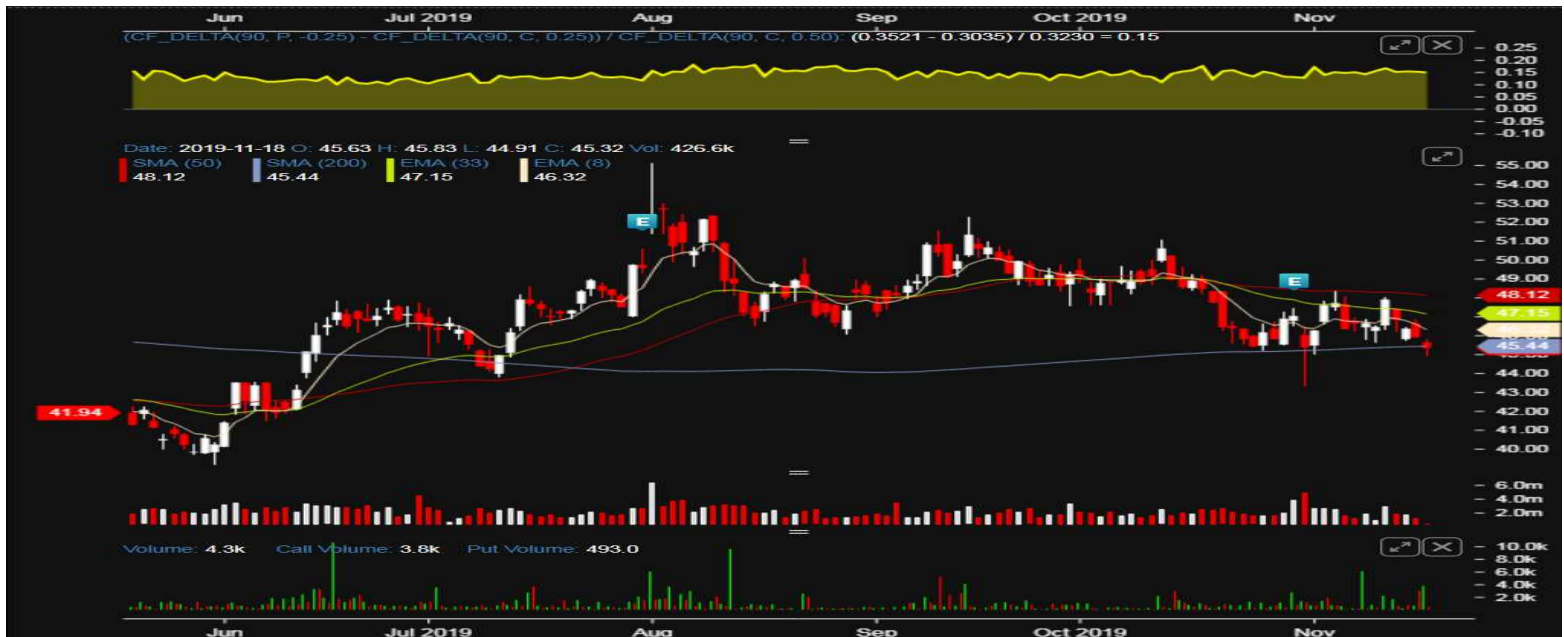 Jun Jul 2019 Aug Sep Oct 2019 Nov
(CF_DELTA(90, P, -0.25) - CF_DELTA(90, C, 0.25)) / CF_DELTA(90, C, 0.50): (0.3521 - 0.3035) / 0.3230 = 0.15
0.25
0.20
0.15
0.10
0.05
0.00
-0.05
-0.10
Date: 2019-11-18 O: 45.63 H: 45.83 L: 44.91 C: 45.32 Vol: 426.6k
SMA (50) SMA (200) EMA (33) EMA (8)
48.12 45.44 47.15 46.32
55.00
54.00
53.00
52.00
E
51.00
50.00
49.00
E
48.12
47.15
46.32
45.44
44.00
43.00
42.00
41.94
41.00
40.00
6.0m
4.0m
2.0m
Volume: 4.3k Call Volume: 3.8k Put Volume: 493.0
10.0k
8.0k
6.0k
4.0k
2.0k
Jun Jul 2019 Aug Sep Oct 2019 Nov